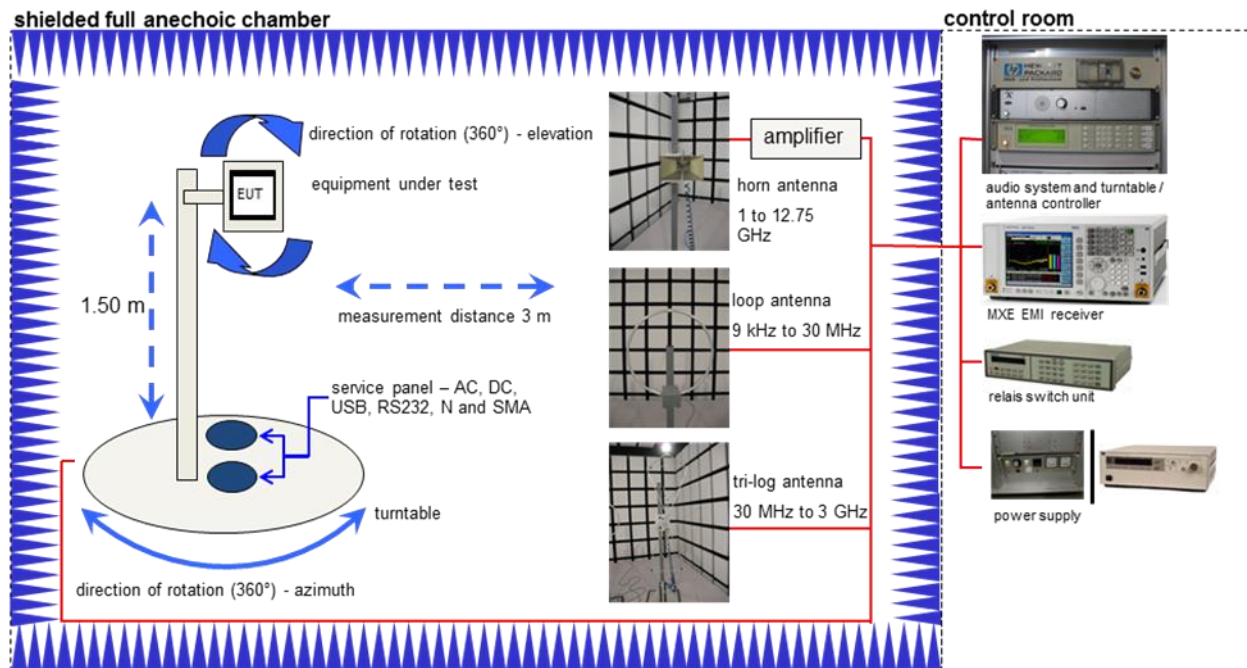 shielded full anechoic chamber
control room
direction of rotation (360°) - elevation
EUT
equipment under test
1.50 m
measurement distance 3 m
service panel – AC, DC,
USB, RS232, N and SMA
turntable
direction of rotation (360°) - azimuth
amplifier
horn antenna
1 to 12.75
GHz
loop antenna
9 kHz to 30 MHz
tri-log antenna
30 MHz to 3 GHz
hp
PACKARD
audio system and turntable /
antenna controller
MXE EMI receiver
relais switch unit
power supply